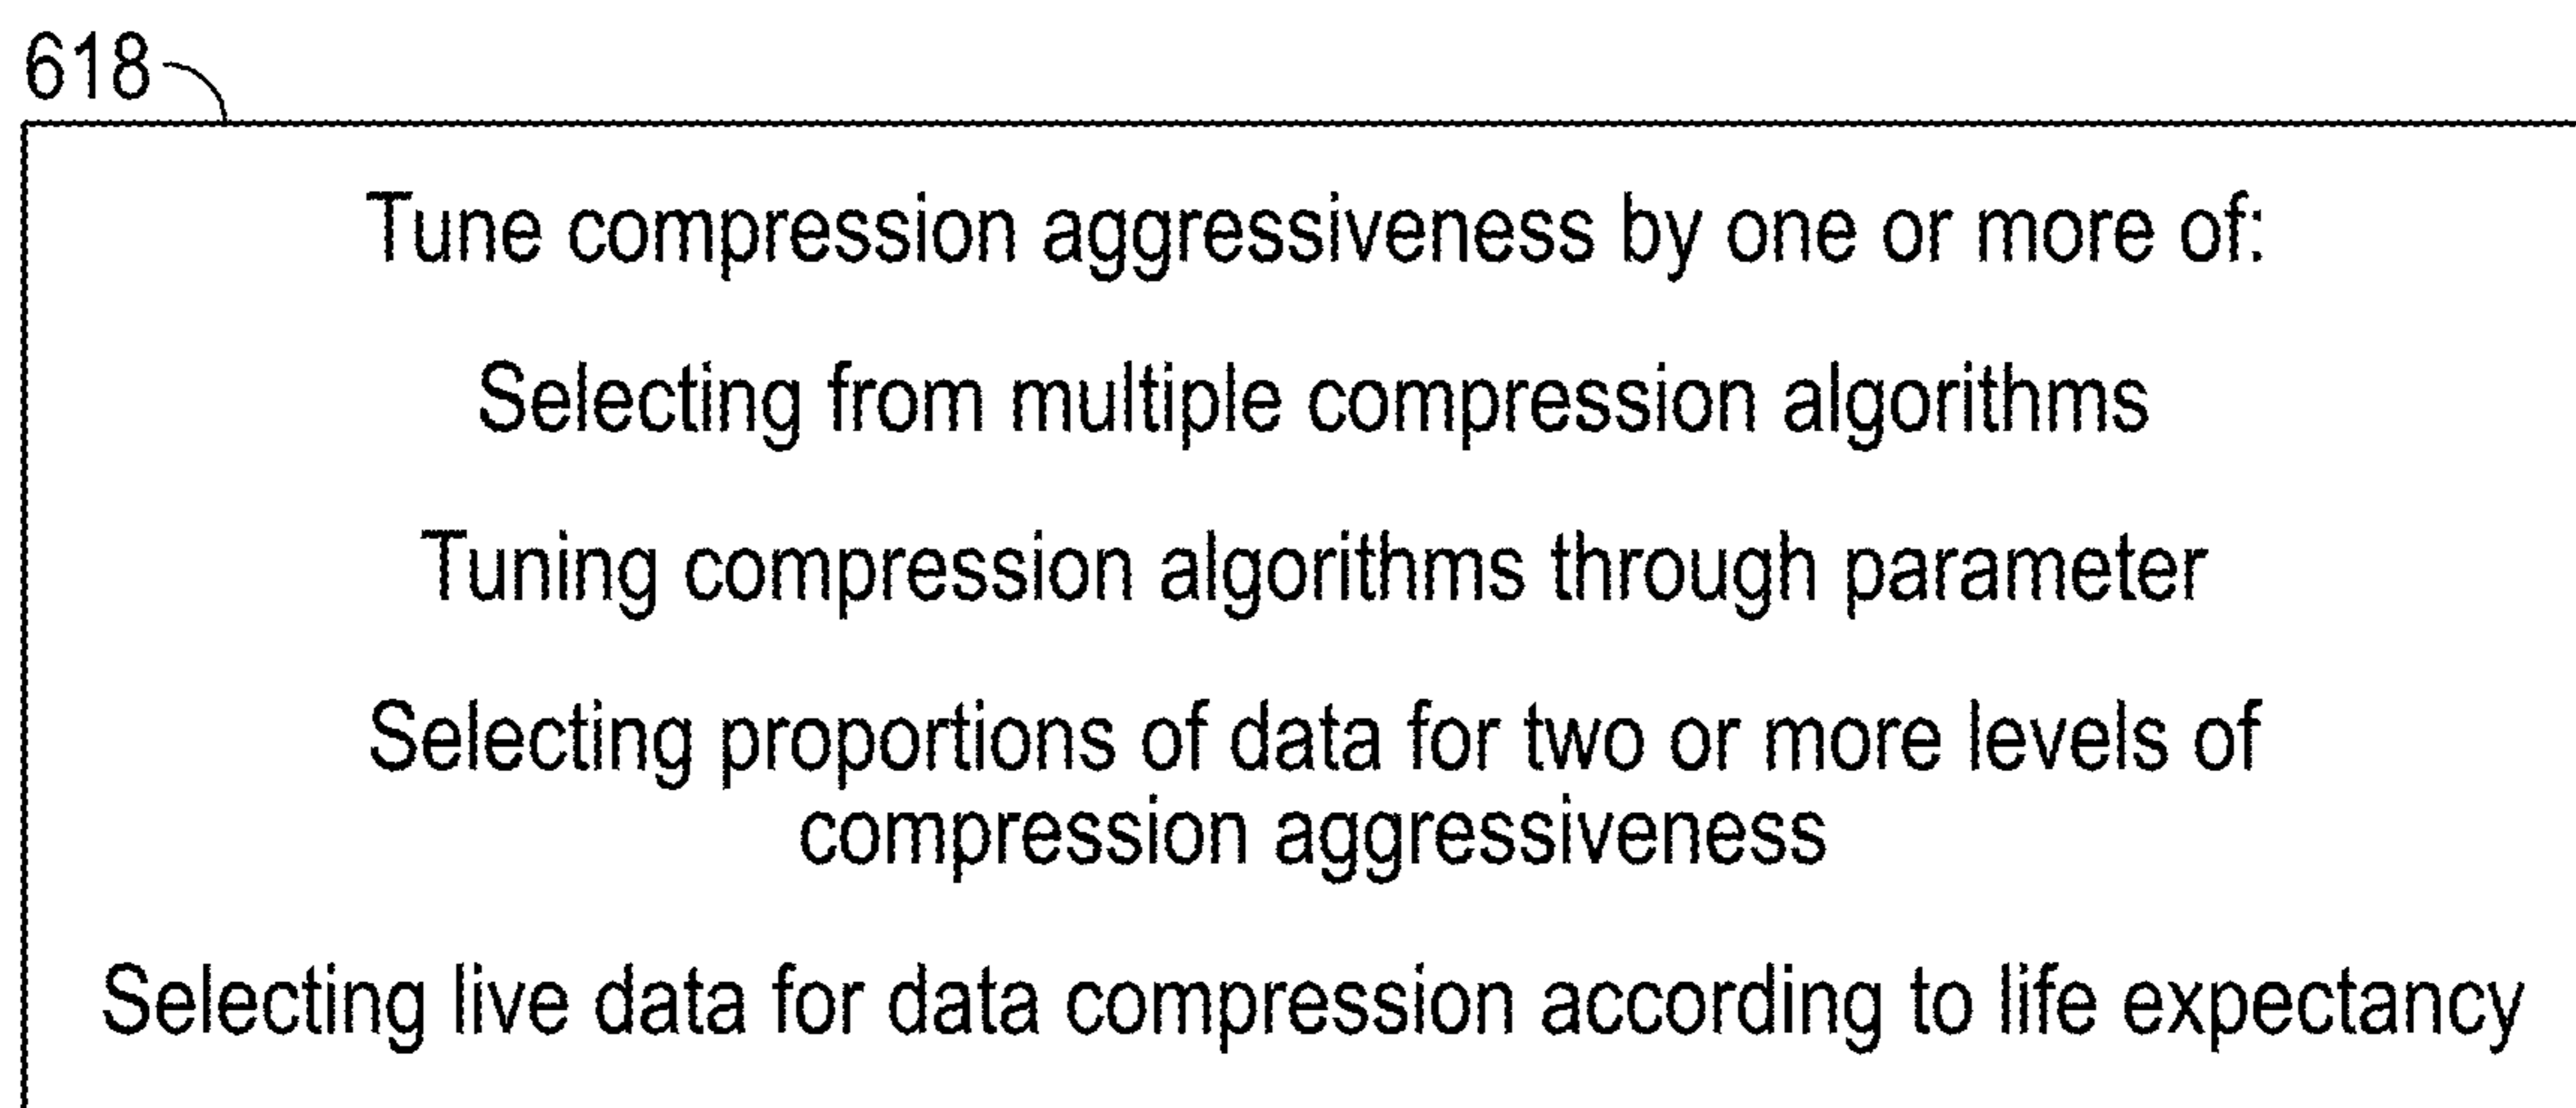 618
Tune compression aggressiveness by one or more of:
Selecting from multiple compression algorithms
Tuning compression algorithms through parameter
Selecting proportions of data for two or more levels of
compression aggressiveness
Selecting live data for data compression according to life expectancy